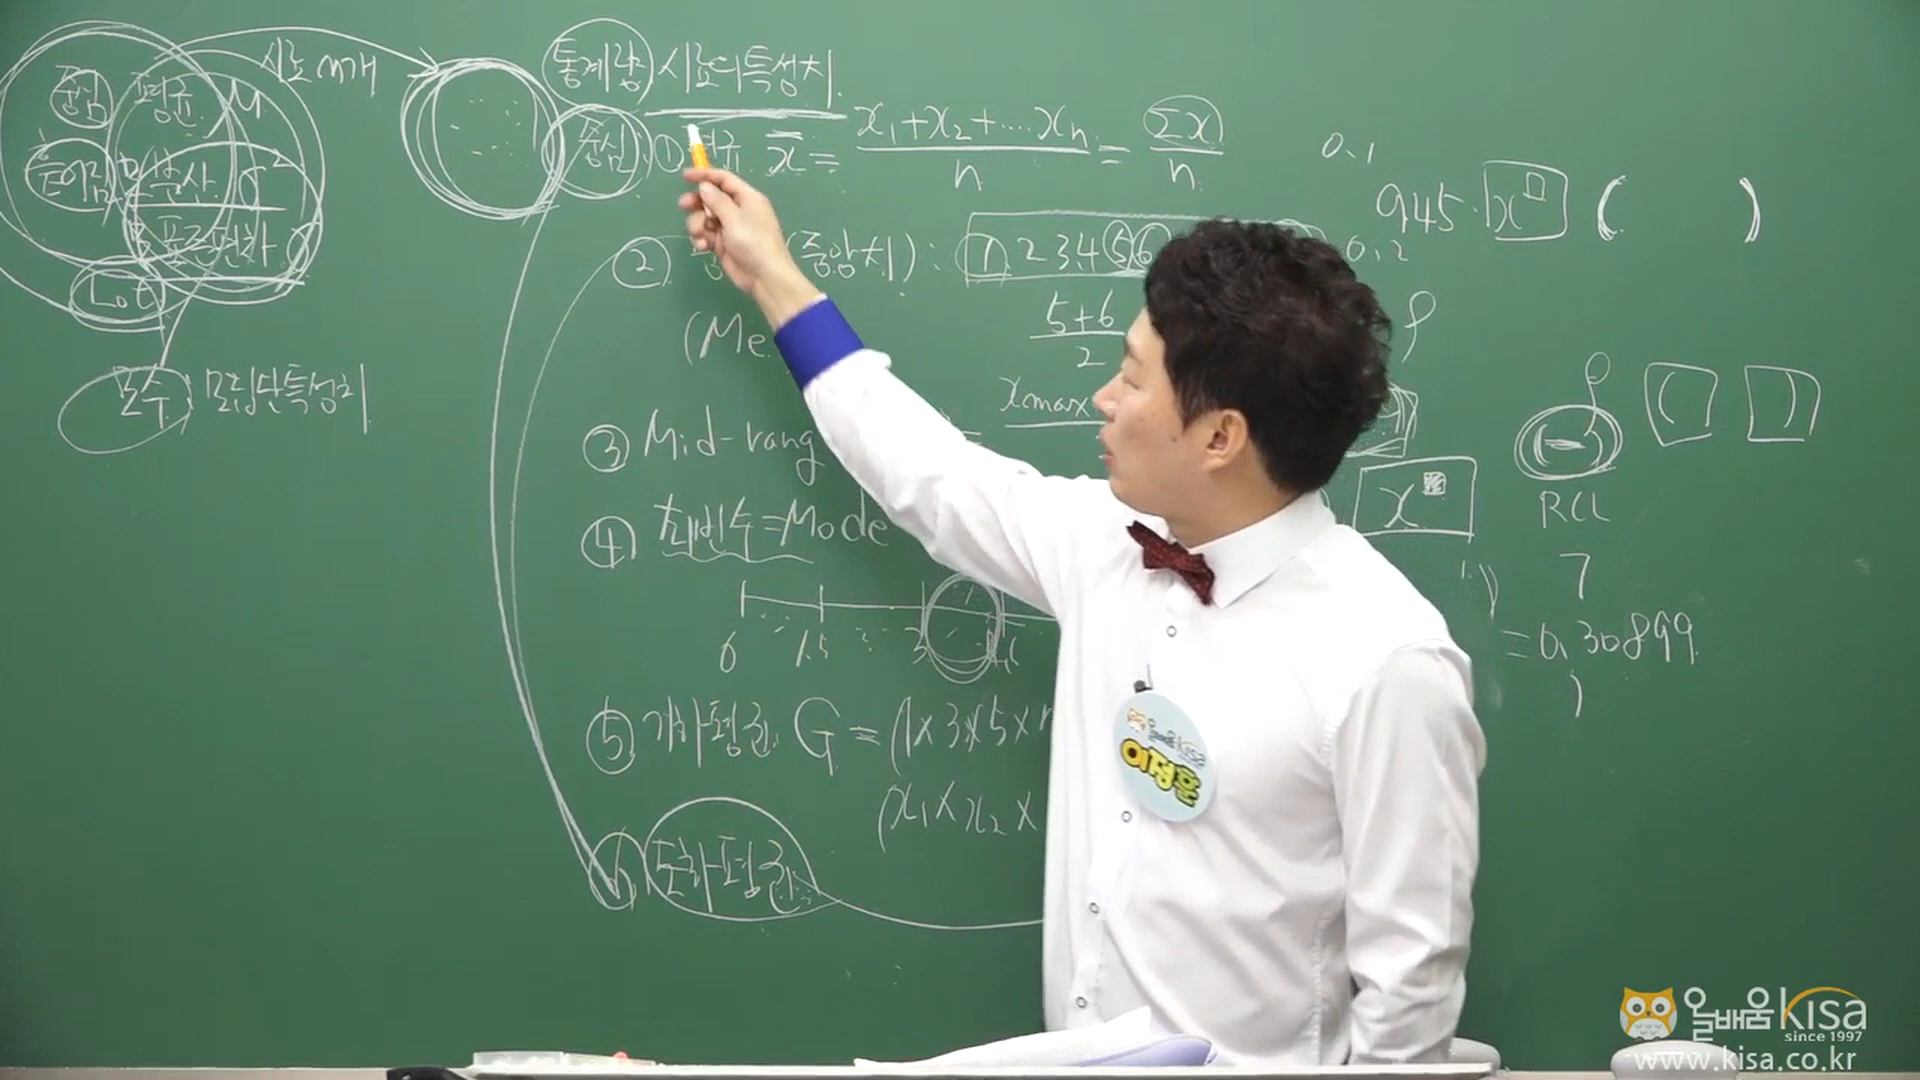 중심 평균 M
시료 n개
흩어짐 분산 σ²
표준편차 σ
Lot
모수 모집단특성치
통계량 시료의특성치
중심 ① 평균 x̄ = x₁+x₂+····xₙ / n = Σx / n
② (중앙치) : 1 2 3 4 5 6
(Me
5+6 / 2
③ Mid-rang = xmax
④ 최빈수 = Mode
0 1.5 3
⑤ 기하평균 G = (1×3×5×
(x₁×x₂×
⑥ 조화평균
0.1
945 x□ ( )
0.2
x
(-)
( )
RCL
7
=0.30899
올배움kisa
이정훈
올배움kisa
since 1997
www.kisa.co.kr